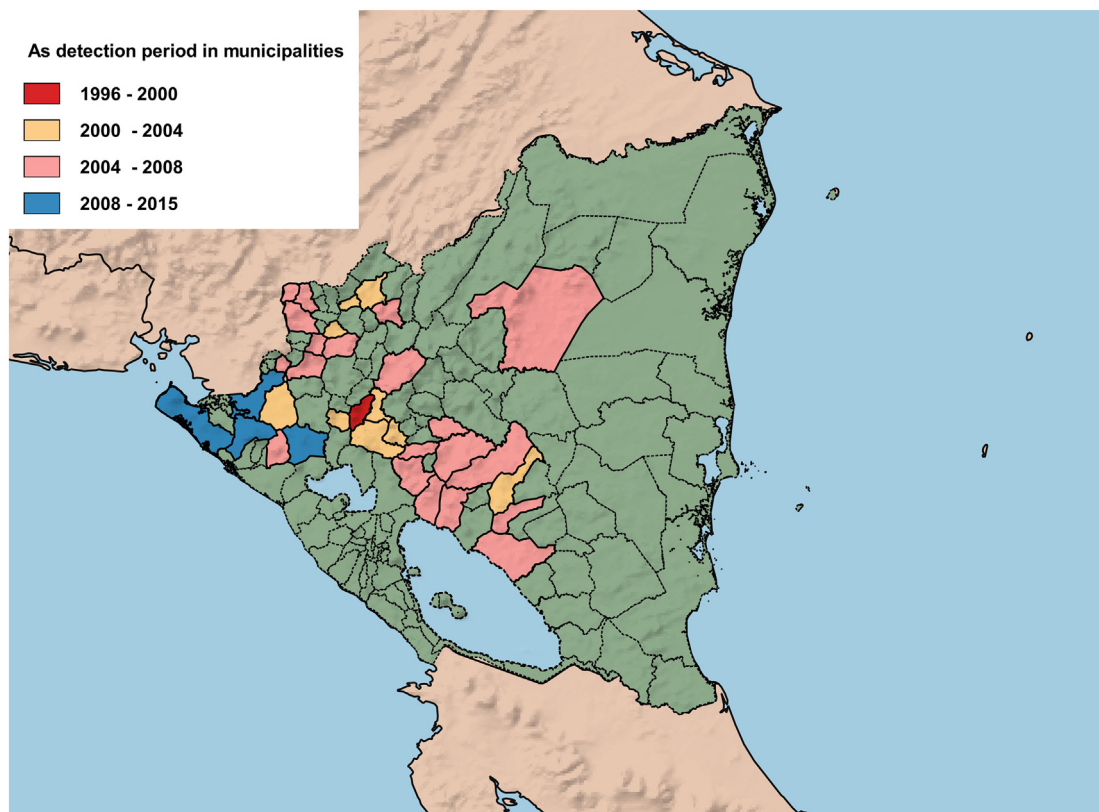 As detection period in municipalities
1996 - 2000
2000 - 2004
2004 - 2008
2008 - 2015